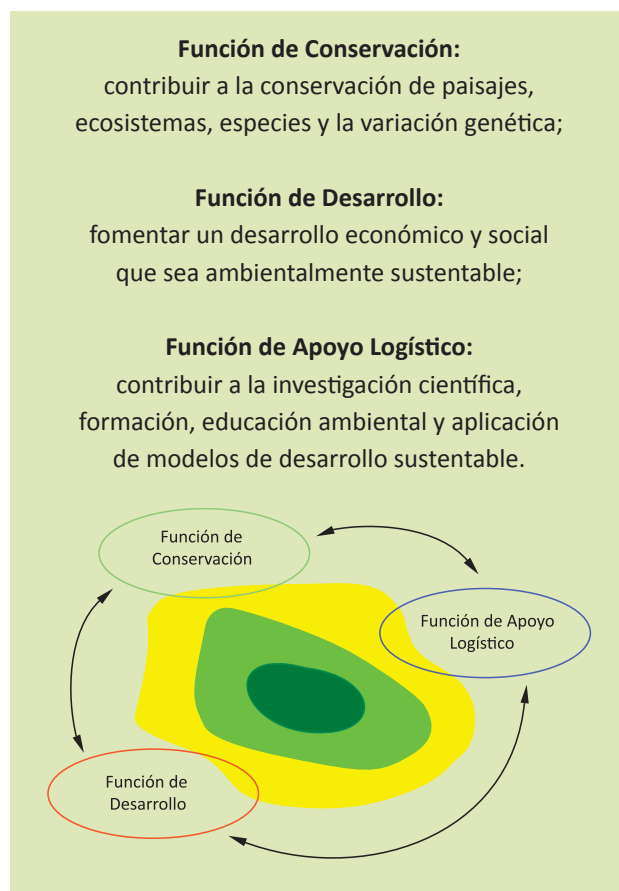 Función de Conservación:
contribuir a la conservación de paisajes,
ecosistemas, especies y la variación genética;
Función de Desarrollo:
fomentar un desarrollo económico y social
que sea ambientalmente sustentable;
Función de Apoyo Logístico:
contribuir a la investigación científica,
formación, educación ambiental y aplicación
de modelos de desarrollo sustentable.
Función de
Conservación
Función de Apoyo
Logístico
Función de
Desarrollo